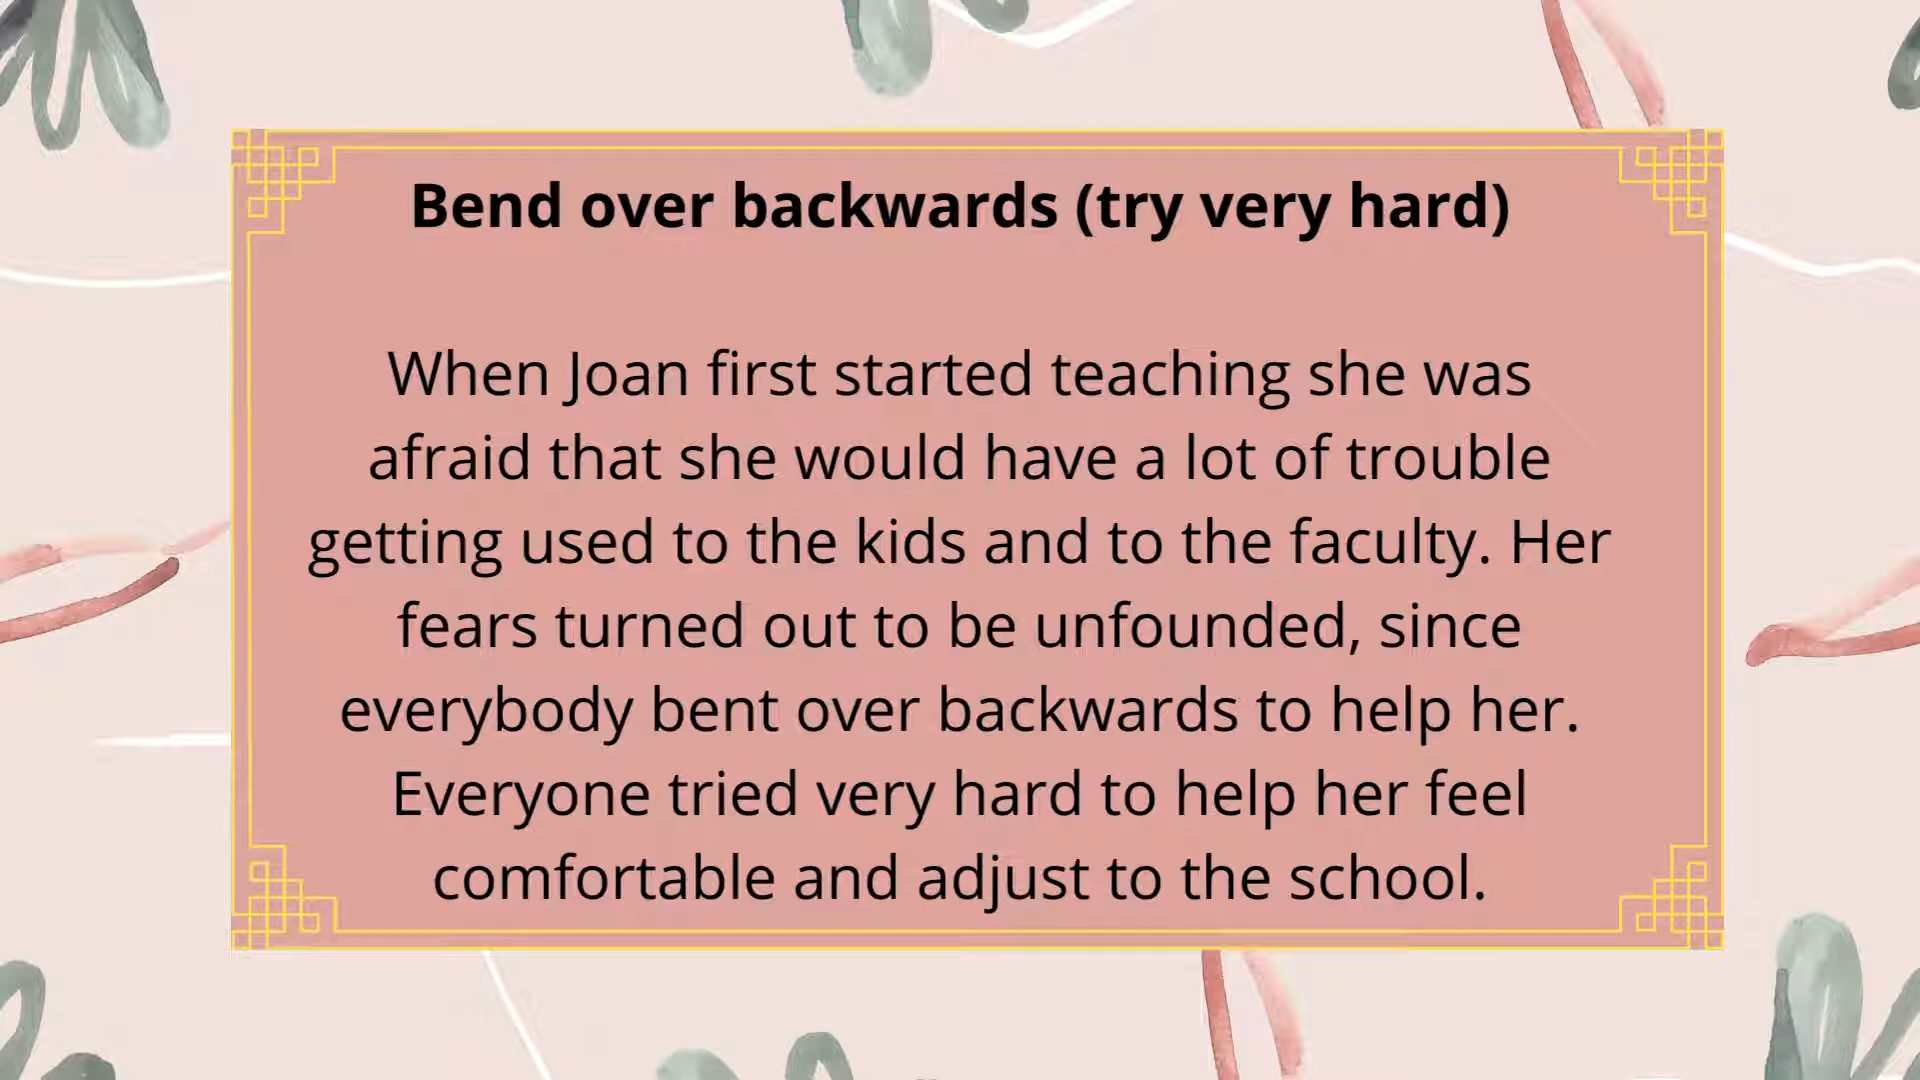 Bend over backwards (try very hard)
When Joan first started teaching she was
afraid that she would have a lot of trouble
getting used to the kids and to the faculty. Her
fears turned out to be unfounded, since
everybody bent over backwards to help her.
Everyone tried very hard to help her feel
comfortable and adjust to the school.